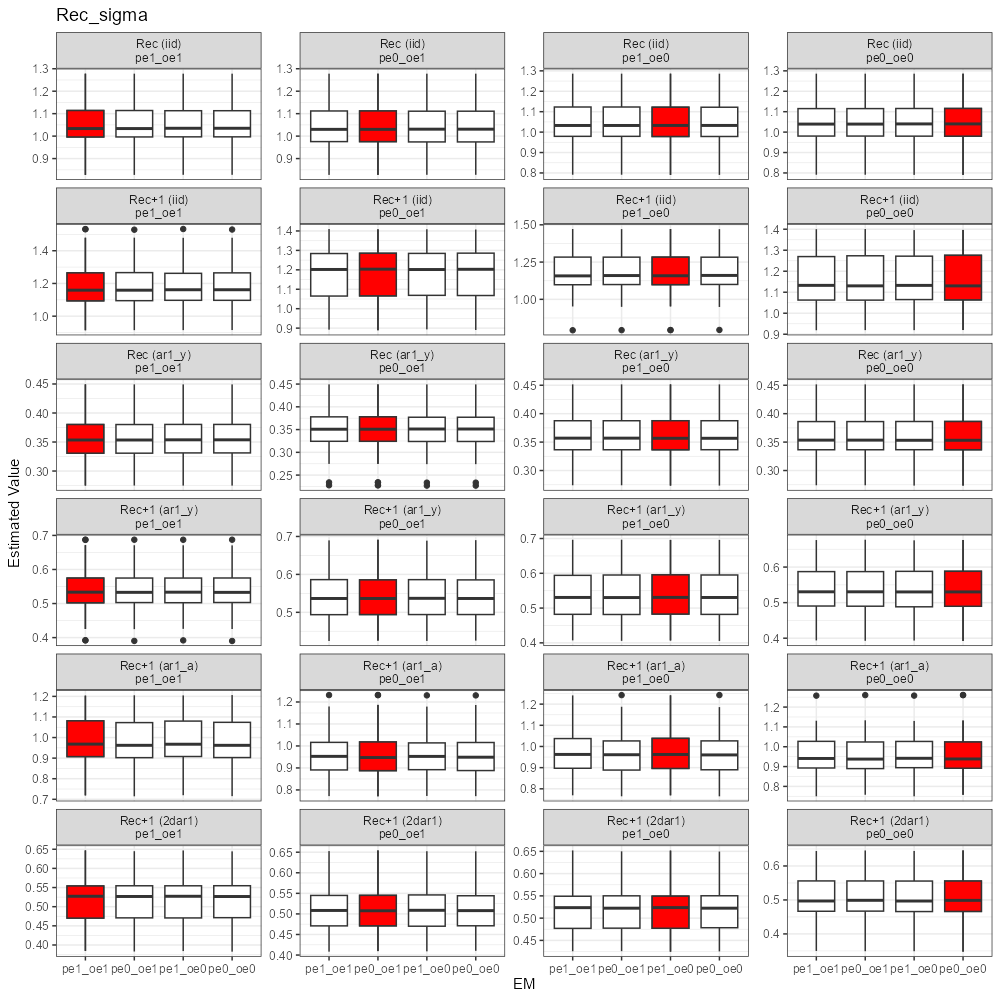 Rec_sigma
Rec (iid)
pe1_oe1
Rec (iid)
pe0_oe1
Rec (iid)
pe1_oe0
Rec (iid)
pe0_oe0
1.3
1.2
1.1
1.0
0.9
1.3
1.2
1.1
1.0
0.9
1.3
1.2
1.1
1.0
0.9
0.8
1.3
1.2
1.1
1.0
0.9
0.8
Rec+1 (iid)
pe1_oe1
Rec+1 (iid)
pe0_oe1
Rec+1 (iid)
pe1_oe0
Rec+1 (iid)
pe0_oe0
1.4
1.2
1.0
1.4
1.3
1.2
1.1
1.0
0.9
1.50
1.25
1.00
1.4
1.3
1.2
1.1
1.0
0.9
Rec (ar1_y)
pe1_oe1
Rec (ar1_y)
pe0_oe1
Rec (ar1_y)
pe1_oe0
Rec (ar1_y)
pe0_oe0
0.45
0.40
0.35
0.30
0.45
0.40
0.35
0.30
0.25
0.45
0.40
0.35
0.30
0.45
0.40
0.35
0.30
Estimated Value
Rec+1 (ar1_y)
pe1_oe1
Rec+1 (ar1_y)
pe0_oe1
Rec+1 (ar1_y)
pe1_oe0
Rec+1 (ar1_y)
pe0_oe0
0.7
0.6
0.5
0.4
0.7
0.6
0.5
0.7
0.6
0.5
0.4
0.6
0.5
0.4
Rec+1 (ar1_a)
pe1_oe1
Rec+1 (ar1_a)
pe0_oe1
Rec+1 (ar1_a)
pe1_oe0
Rec+1 (ar1_a)
pe0_oe0
1.2
1.1
1.0
0.9
0.8
0.7
1.2
1.1
1.0
0.9
0.8
1.2
1.1
1.0
0.9
0.8
1.2
1.1
1.0
0.9
0.8
Rec+1 (2dar1)
pe1_oe1
Rec+1 (2dar1)
pe0_oe1
Rec+1 (2dar1)
pe1_oe0
Rec+1 (2dar1)
pe0_oe0
0.65
0.60
0.55
0.50
0.45
0.40
0.65
0.60
0.55
0.50
0.45
0.40
0.65
0.60
0.55
0.50
0.45
0.6
0.5
0.4
pe1_oe1 pe0_oe1 pe1_oe0 pe0_oe0
pe1_oe1 pe0_oe1 pe1_oe0 pe0_oe0
pe1_oe1 pe0_oe1 pe1_oe0 pe0_oe0
pe1_oe1 pe0_oe1 pe1_oe0 pe0_oe0
EM